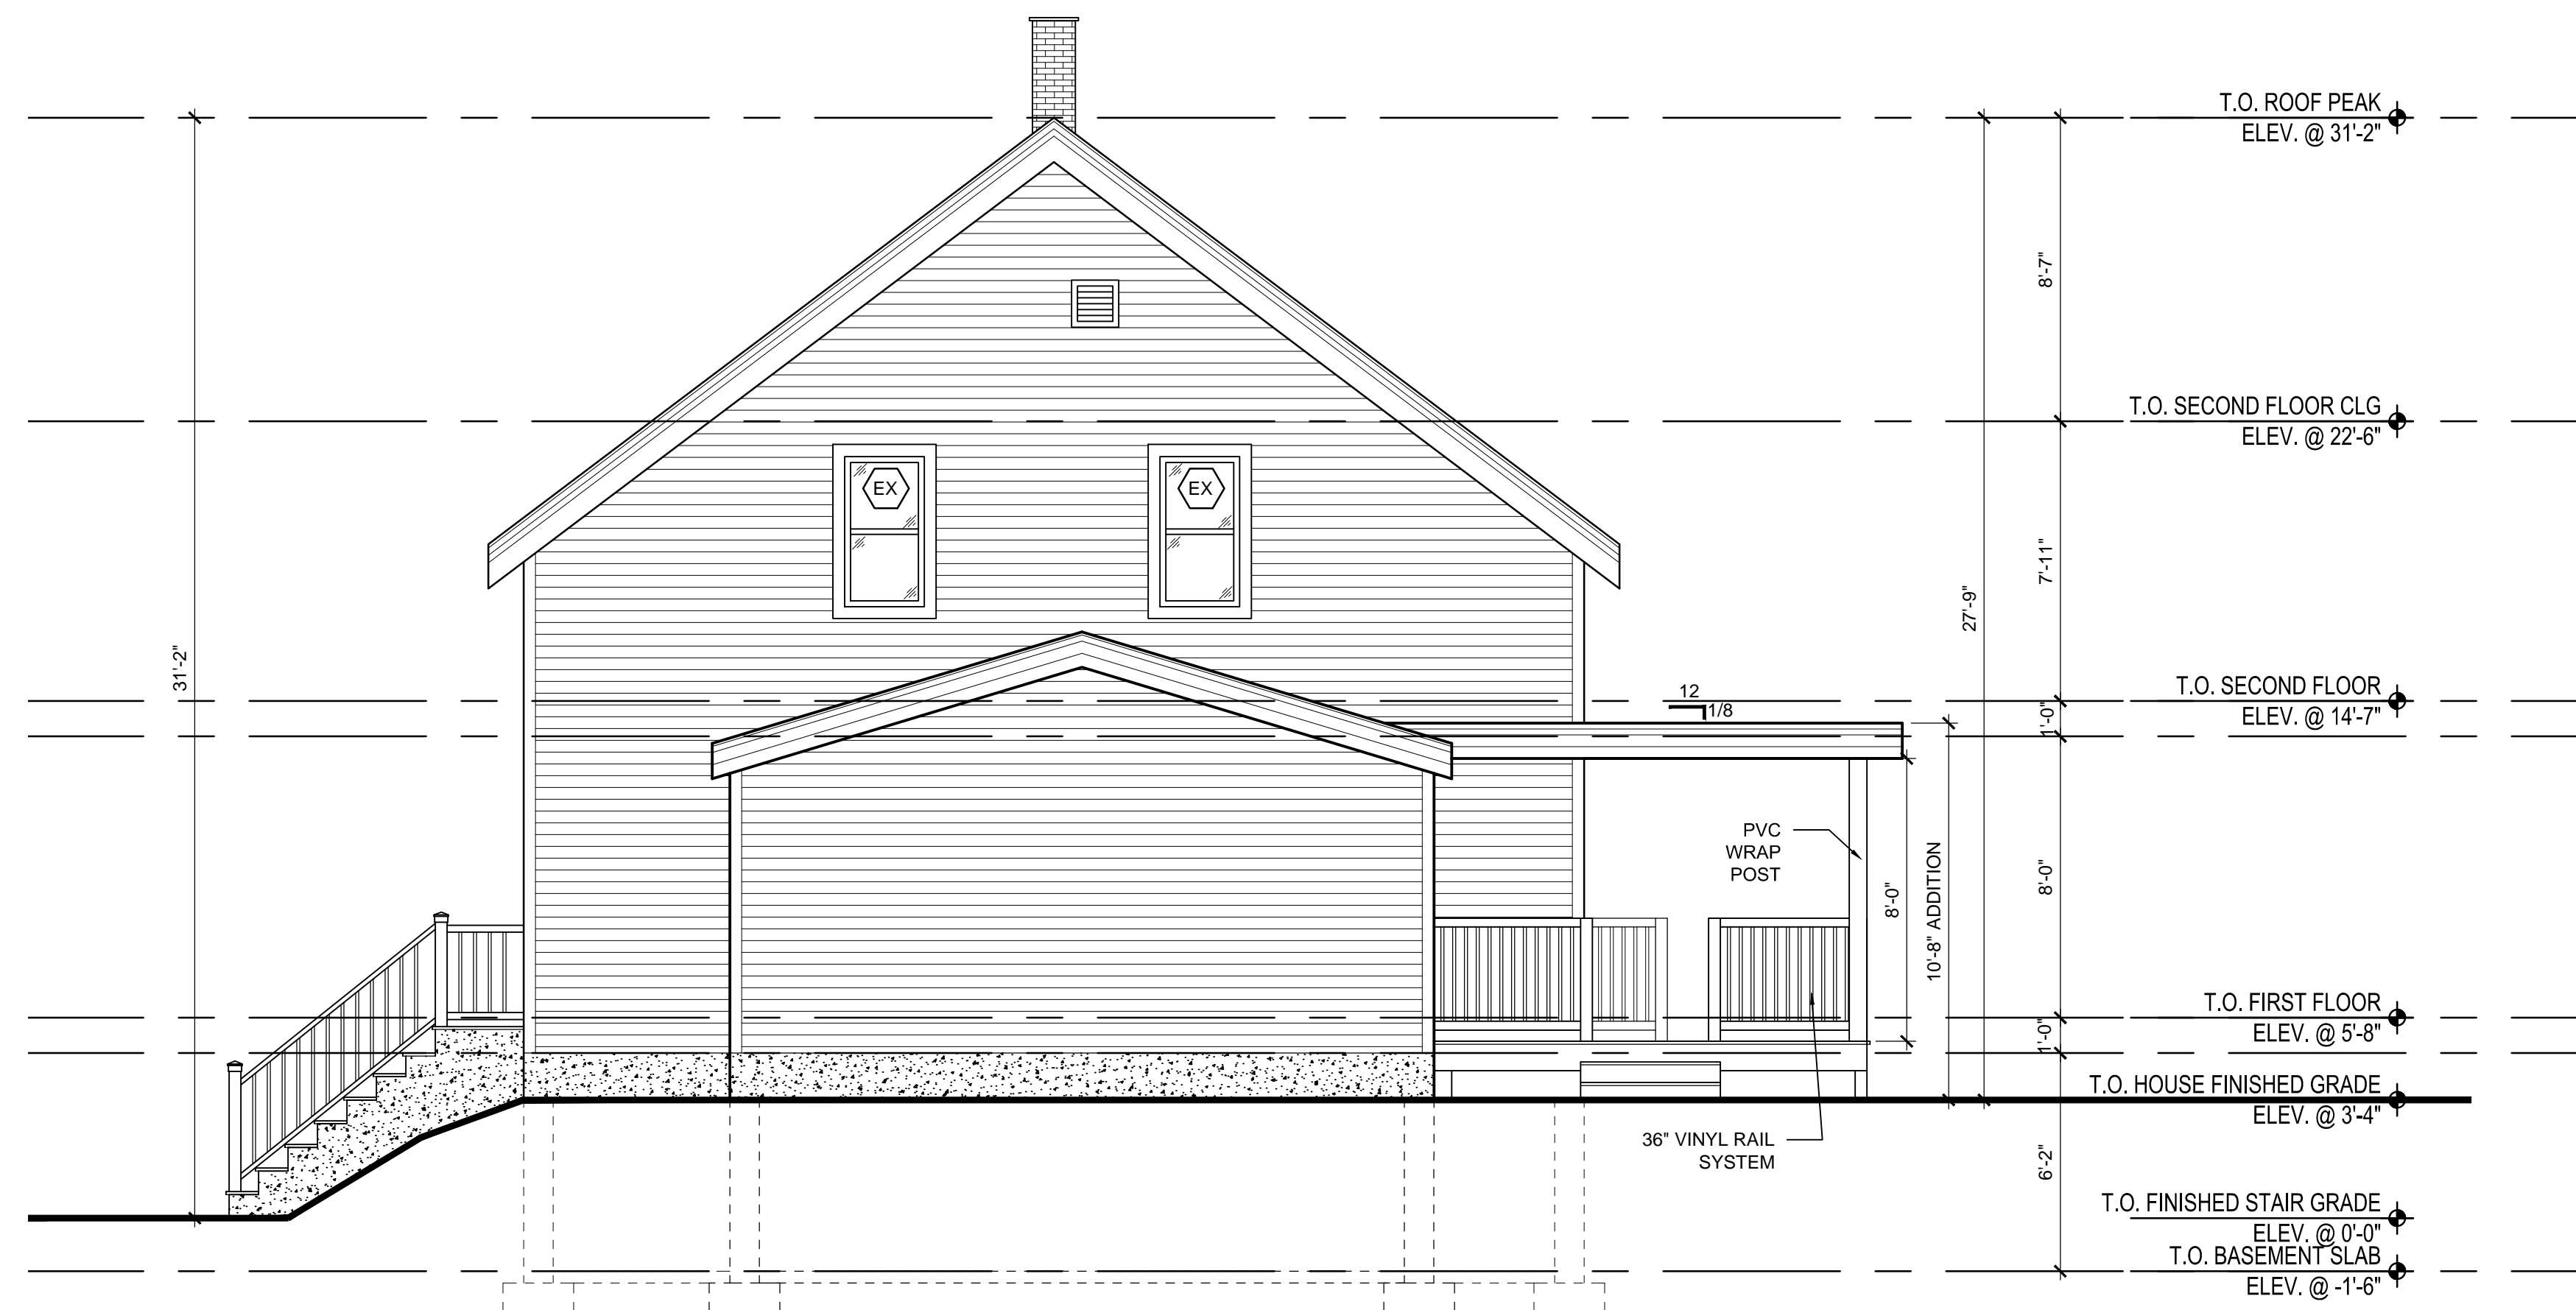 T.O. ROOF PEAK
ELEV. @ 31'-2"
8'-7"
T.O. SECOND FLOOR CLG
ELEV. @ 22'-6"
EX
EX
7'-11"
27'-9"
31'-2"
T.O. SECOND FLOOR
ELEV. @ 14'-7"
12
1/8
1'-0"
PVC
WRAP
POST
8'-0"
10'-8" ADDITION
8'-0"
T.O. FIRST FLOOR
ELEV. @ 5'-8"
1'-0"
T.O. HOUSE FINISHED GRADE
ELEV. @ 3'-4"
36" VINYL RAIL
SYSTEM
6'-2"
T.O. FINISHED STAIR GRADE
ELEV. @ 0'-0"
T.O. BASEMENT SLAB
ELEV. @ -1'-6"